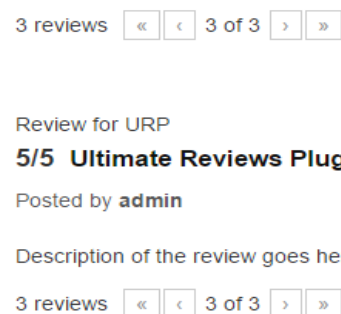 3 reviews « ‹ 3 of 3 › »
Review for URP
5/5 Ultimate Reviews Plug
Posted by admin
Description of the review goes he
3 reviews « ‹ 3 of 3 › »